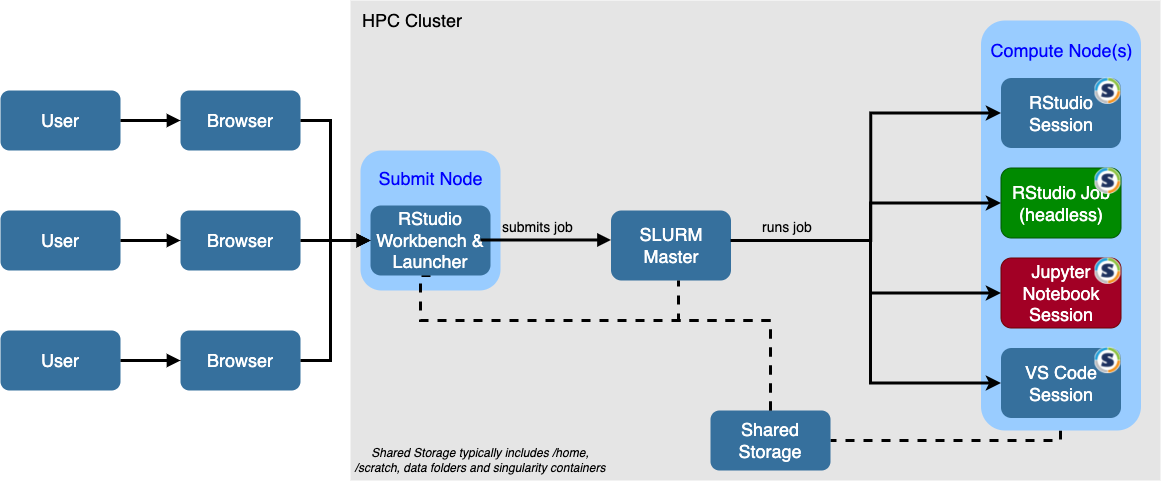 HPC Cluster
User
Browser
User
Browser
User
Browser
Submit Node
RStudio
Workbench &
Launcher
submits job
SLURM
Master
runs job
Compute Node(s)
RStudio
Session
S
RStudio Job
(headless)
S
Jupyter
Notebook
Session
S
VS Code
Session
S
Shared
Storage
Shared Storage typically includes /home,
/scratch, data folders and singularity containers